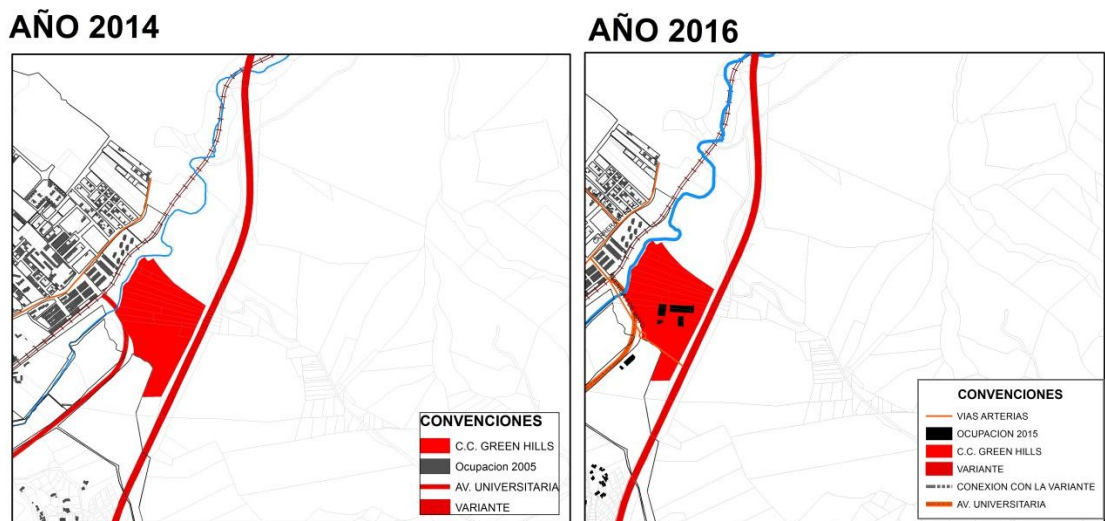 AÑO 2014
CONVENCIONES
C.C. GREEN HILLS
Ocupacion 2005
AV. UNIVERSITARIA
VARIANTE
AÑO 2016
CONVENCIONES
VIAS ARTERIAS
OCUPACION 2015
C.C. GREEN HILLS
VARIANTE
CONEXION CON LA VARIANTE
AV. UNIVERSITARIA